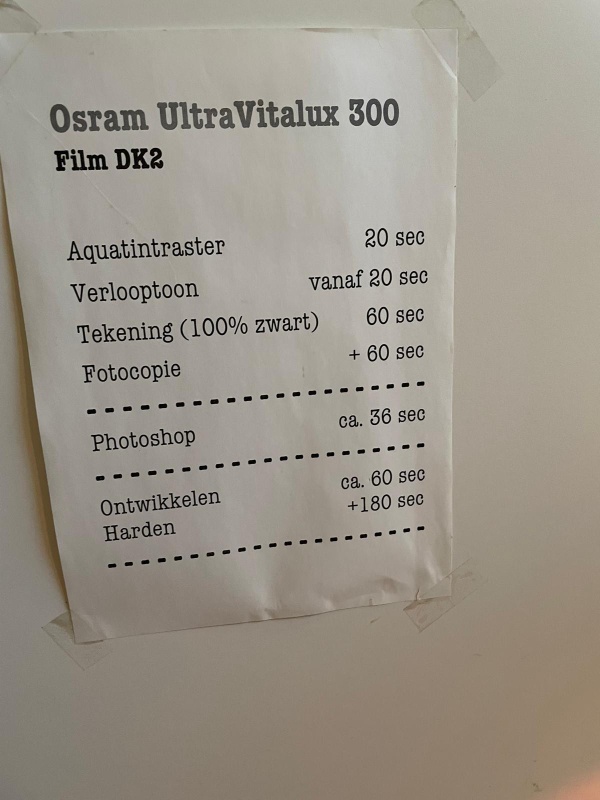 Osram UltraVitalux 300
Film DK2
Aquatintraster 20 sec
Verlooptoon vanaf 20 sec
Tekening (100% zwart) 60 sec
Fotocopie + 60 sec
Photoshop ca. 36 sec
Ontwikkelen ca. 60 sec
Harden +180 sec